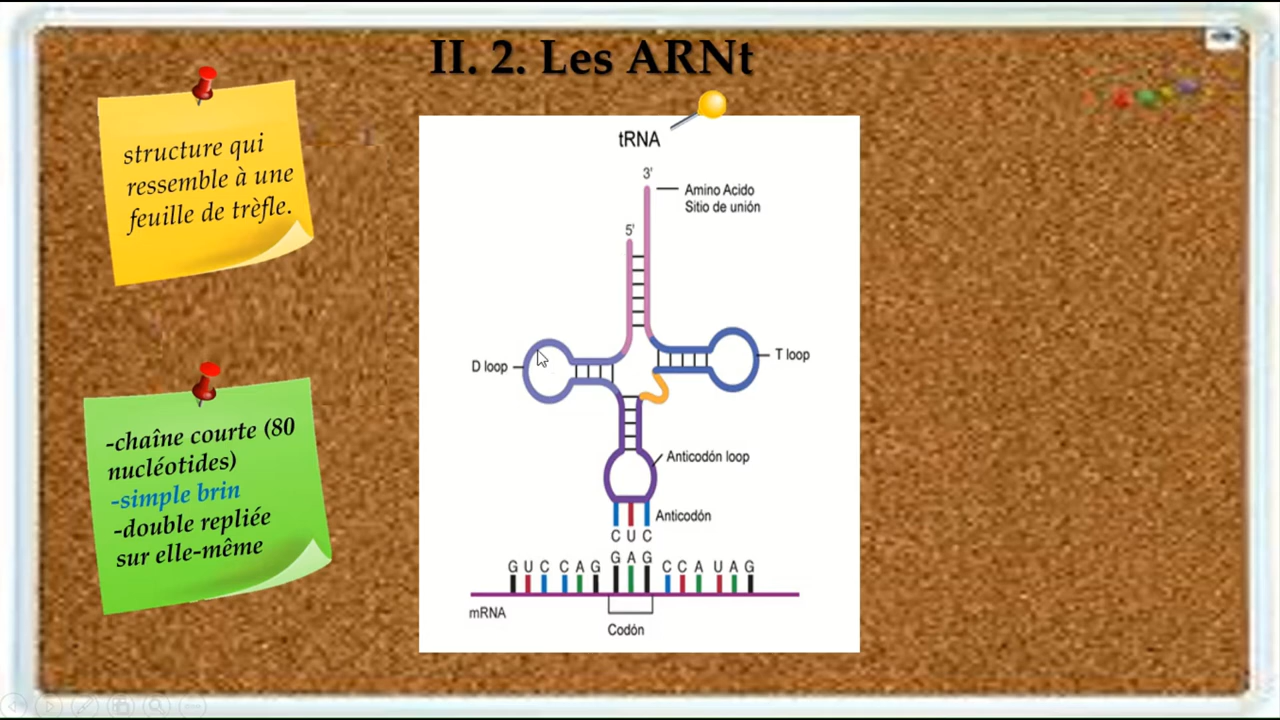 II. 2. Les ARNt
structure qui
ressemble à une
feuille de trèfle.
-chaîne courte (80
nucléotides)
-simple brin
-double repliée
sur elle-même
tRNA
3'
Amino Acido
Sitio de unión
5'
D loop
T loop
Anticodón loop
Anticodón
C U C
G U C C A G G A G C C A U A G
mRNA
Codón